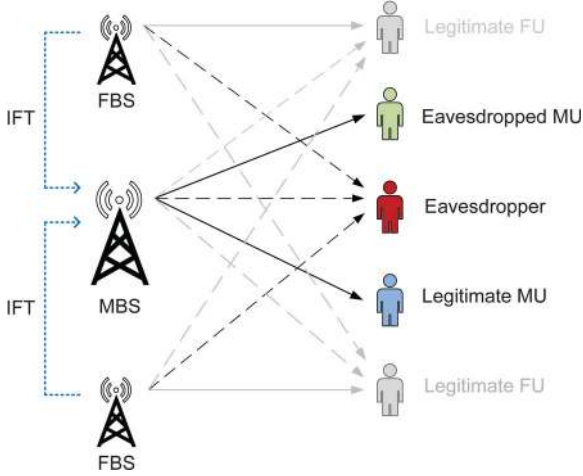 Legitimate FU
FBS
IFT
Eavesdropped MU
Eavesdropper
MBS
Legitimate MU
IFT
Legitimate FU
FBS